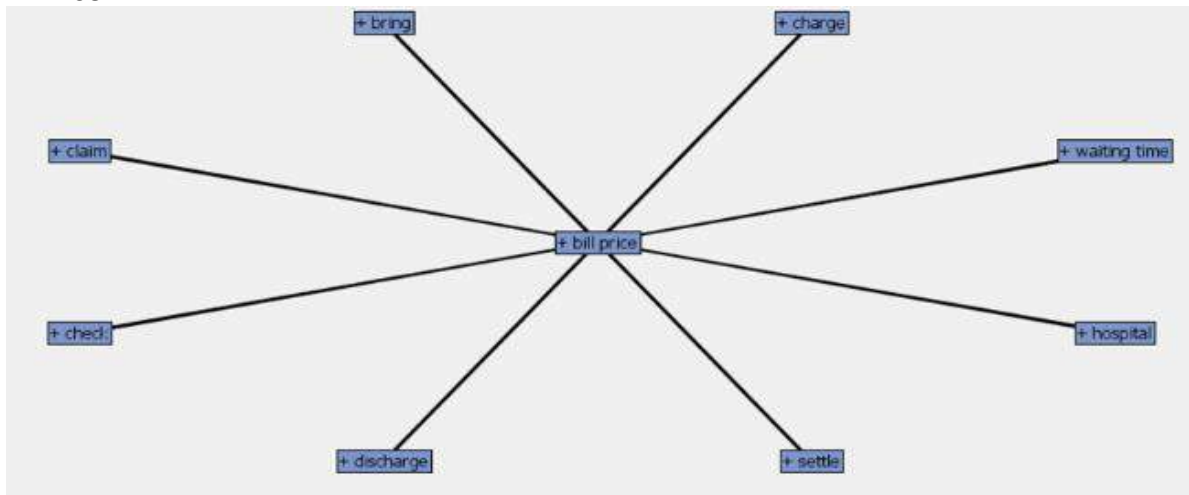 + bring
+ charge
+ claim
+ waiting time
+ bill price
+ check
+ hospital
+ discharge
+ settle